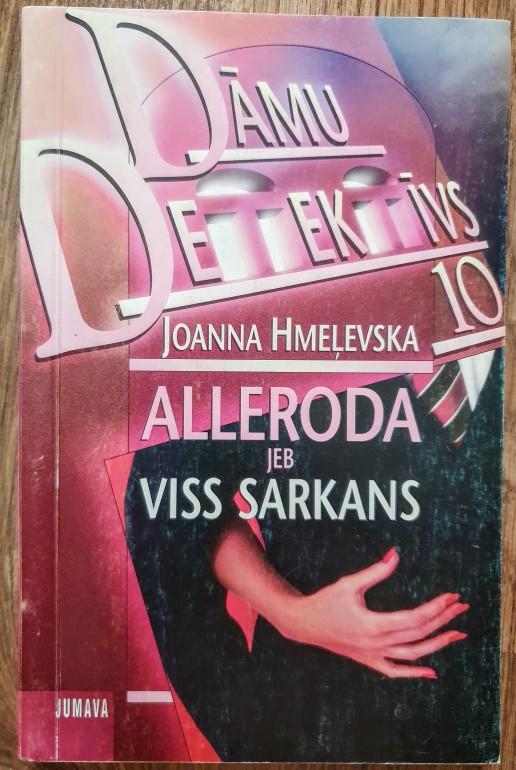 DĀMU
DETEKTĪVS
10
JOANNA HMEĻEVSKA
ALLERODA
JEB
VISS SARKANS
JUMAVA